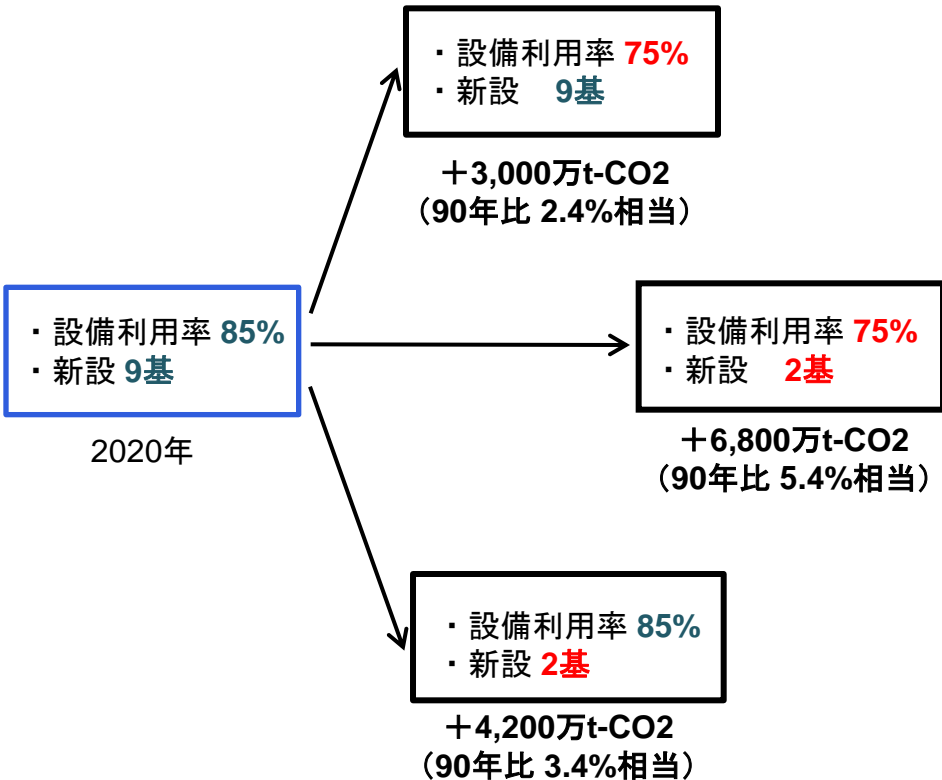 ・設備利用率 75%
・新設　9基
＋3,000万t-CO2
（90年比 2.4%相当）
・設備利用率 85%
・新設 9基
2020年
・設備利用率 75%
・新設　2基
＋6,800万t-CO2
（90年比 5.4%相当）
・設備利用率 85%
・新設 2基
＋4,200万t-CO2
（90年比 3.4%相当）